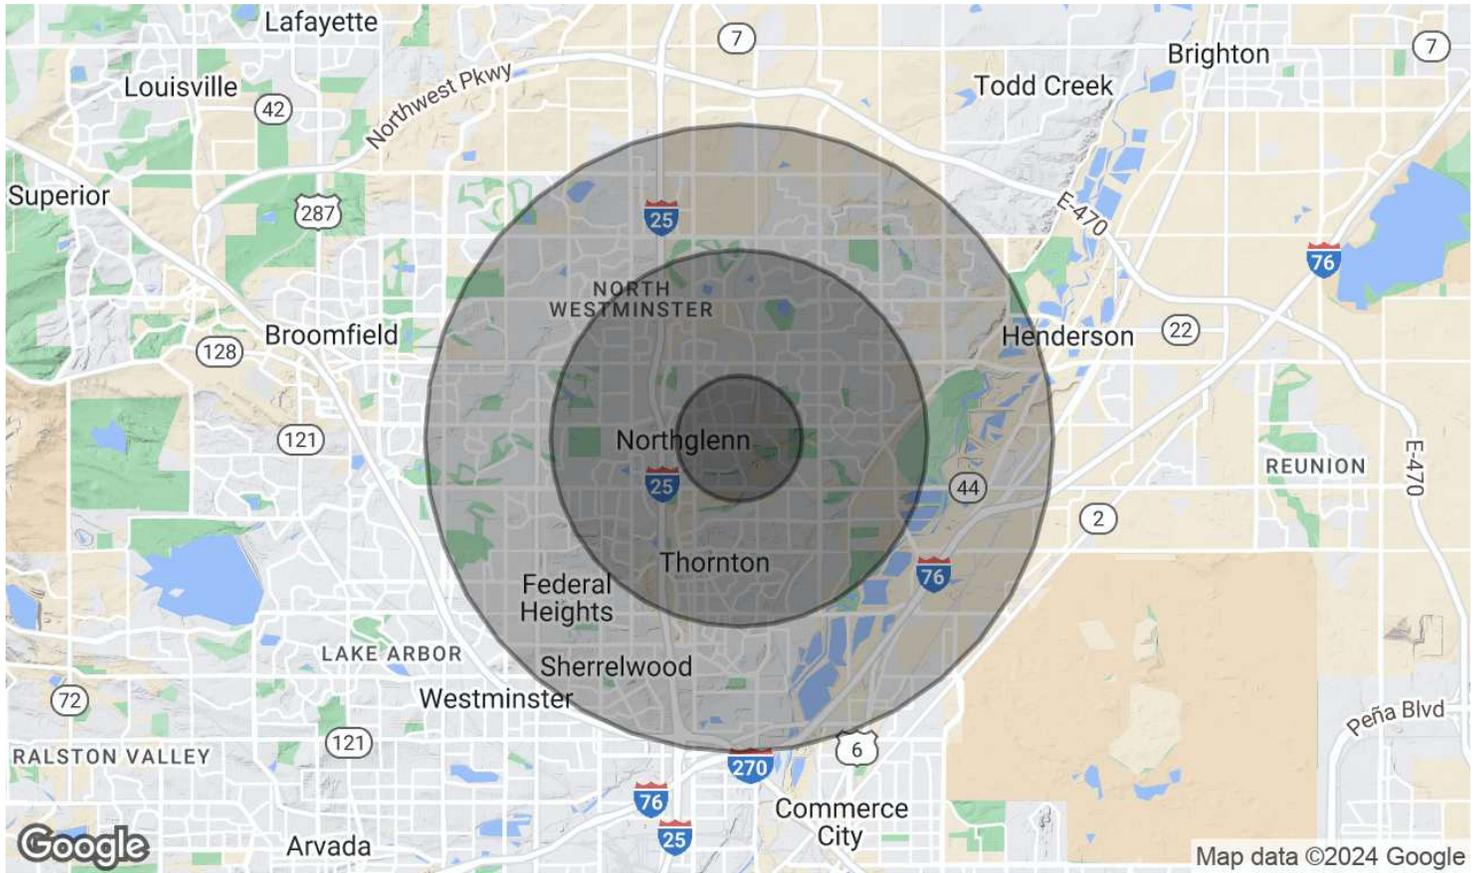 Lafayette
7
7
Brighton
Louisville
42
Northwest Pkwy
Todd Creek
Superior
287
25
E-470
76
NORTH
WESTMINSTER
Broomfield
128
Henderson
22
121
Northglenn
25
44
2
REUNION
E-470
Thornton
76
Federal
Heights
LAKE ARBOR
Sherrelwood
Westminster
72
121
RALSTON VALLEY
6
270
Peña Blvd
76
25
Commerce
City
Arvada
Google
Map data ©2024 Google